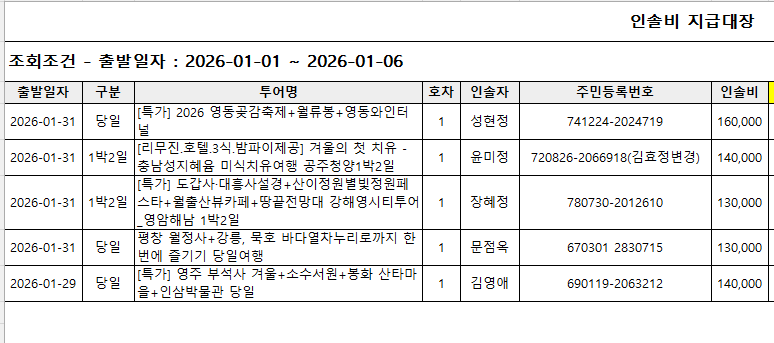 인솔비 지급대장
조회조건 - 출발일자 : 2026-01-01 ~ 2026-01-06
출발일자 구분 투어명 호차 인솔자 주민등록번호 인솔비
2026-01-31 당일 [특가] 2026 영동곶감축제+월류봉+영동와인터
널 1 성현정 741224-2024719 160,000
2026-01-31 1박2일 [리무진.호텔.3식.밤파이제공] 겨울의 첫 치유 -
충남성지혜윰 미식치유여행 공주청양1박2일 1 윤미정 720826-2066918(김효정변경) 140,000
2026-01-31 1박2일 [특가] 도갑사·대흥사설경+산이정원별빛정원페
스타+월출산뷰카페+땅끝전망대 강해영시티투어
_영암해남 1박2일 1 장혜정 780730-2012610 130,000
2026-01-31 당일 평창 월정사+강릉, 묵호 바다열차누리로까지 한
번에 즐기기 당일여행 1 문점옥 670301 2830715 130,000
2026-01-29 당일 [특가] 영주 부석사 겨울+소수서원+봉화 산타마
을+인삼박물관 당일 1 김영애 690119-2063212 140,000